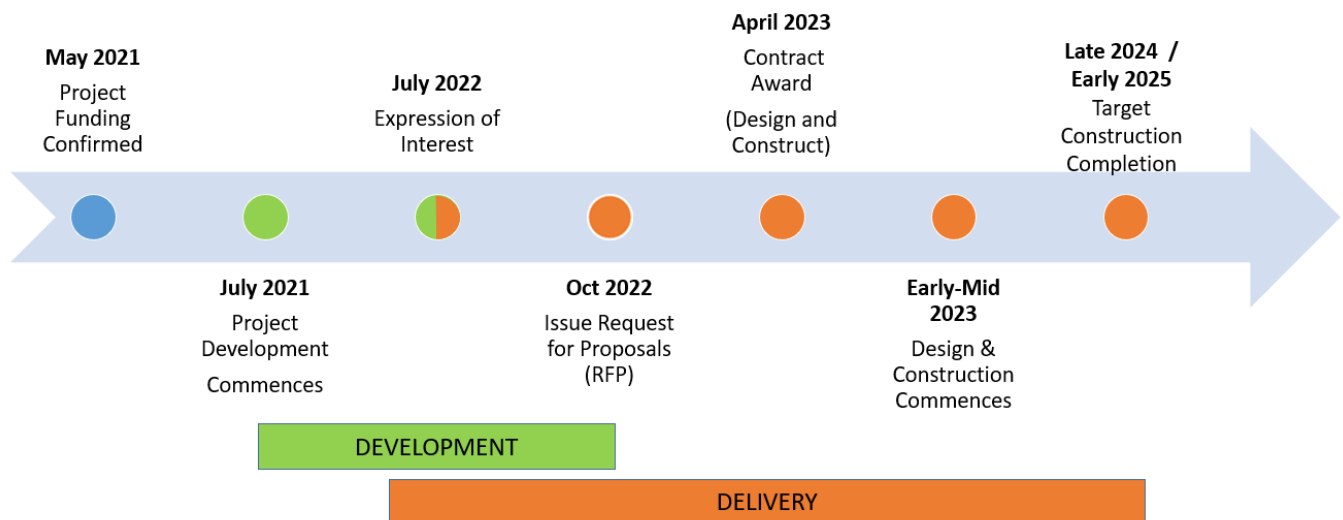 May 2021
Project
Funding
Confirmed
July 2021
Project
Development
Commences
July 2022
Expression of
Interest
Oct 2022
Issue Request
for Proposals
(RFP)
April 2023
Contract
Award
(Design and
Construct)
Early-Mid
2023
Design &
Construction
Commences
Late 2024 /
Early 2025
Target
Construction
Completion
DEVELOPMENT
DELIVERY